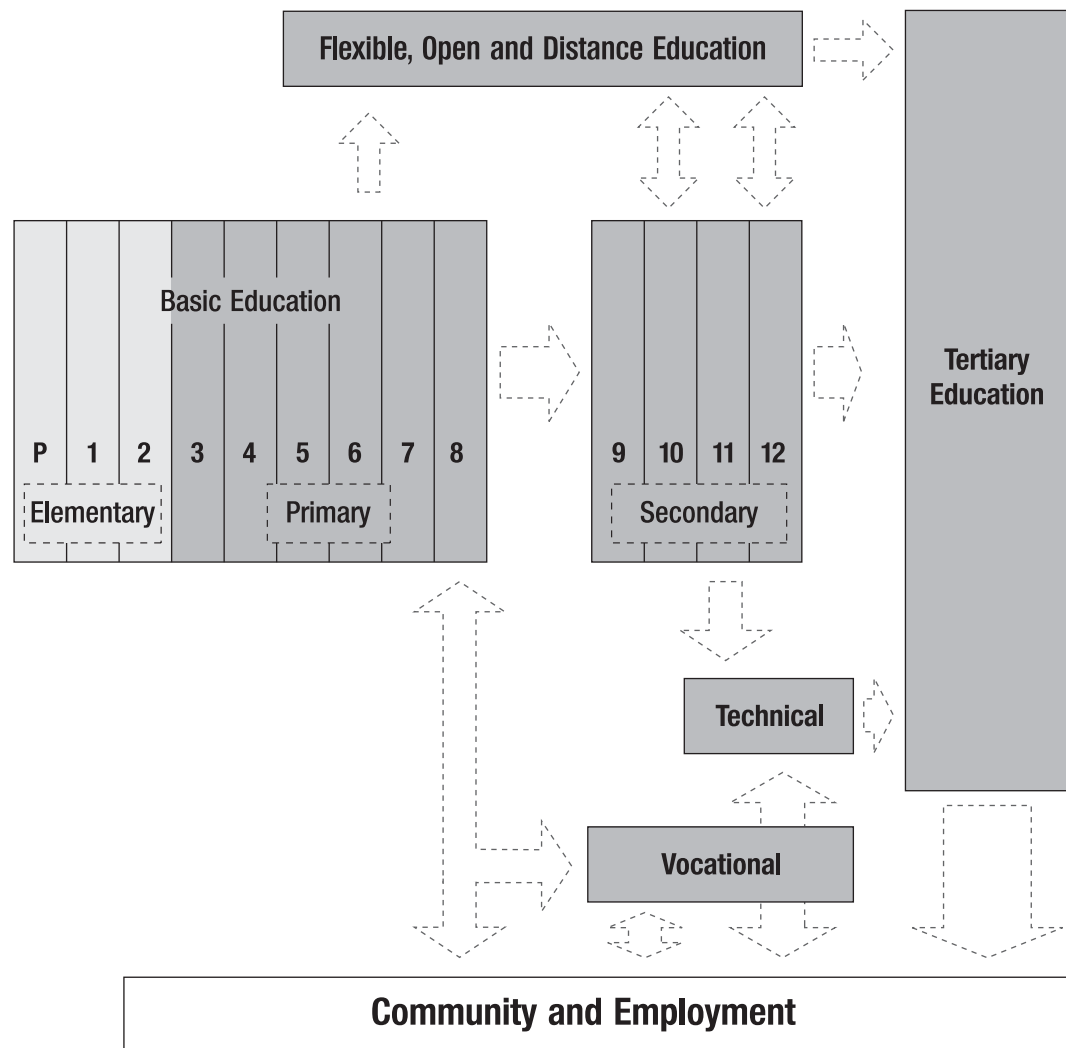 Flexible, Open and Distance Education
Basic Education
P 1 2 3 4 5 6 7 8
Elementary
Primary
9 10 11 12
Secondary
Tertiary
Education
Technical
Vocational
Community and Employment